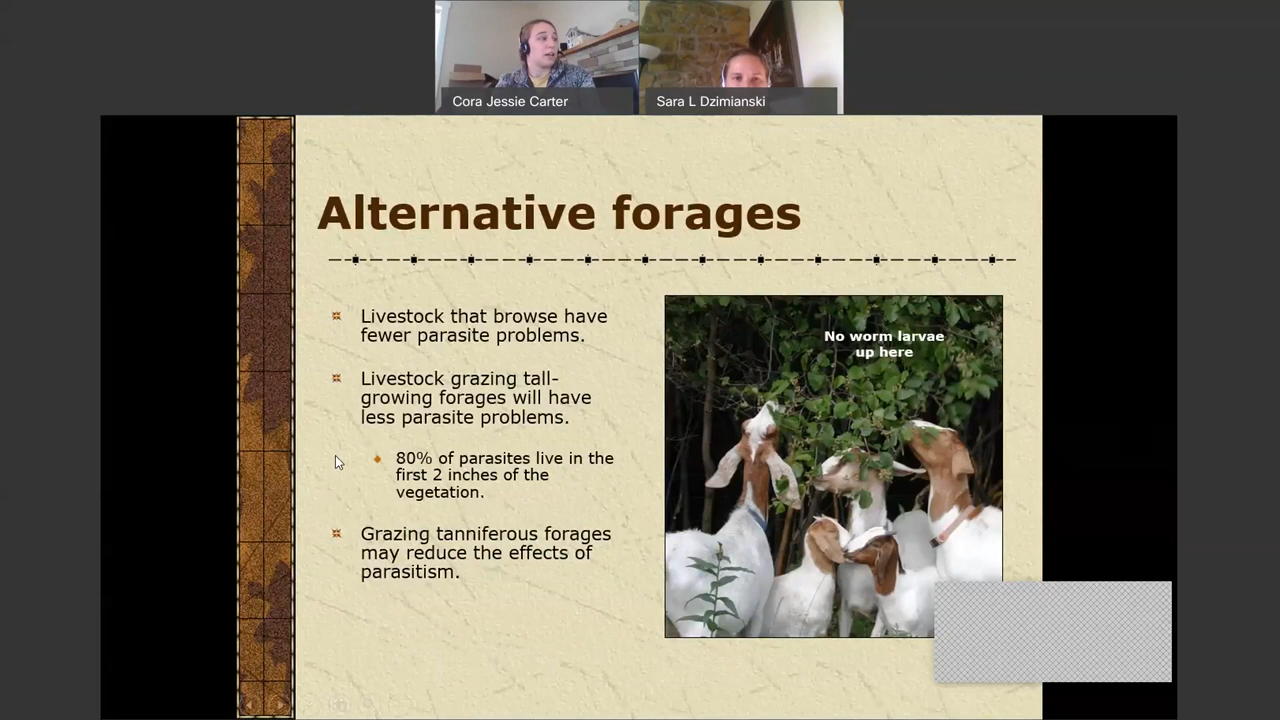 Cora Jessie Carter
Sara L Dzimianski
Alternative forages
Livestock that browse have
fewer parasite problems.
Livestock grazing tall-
growing forages will have
less parasite problems.
80% of parasites live in the
first 2 inches of the
vegetation.
Grazing tanniferous forages
may reduce the effects of
parasitism.
No worm larvae
up here